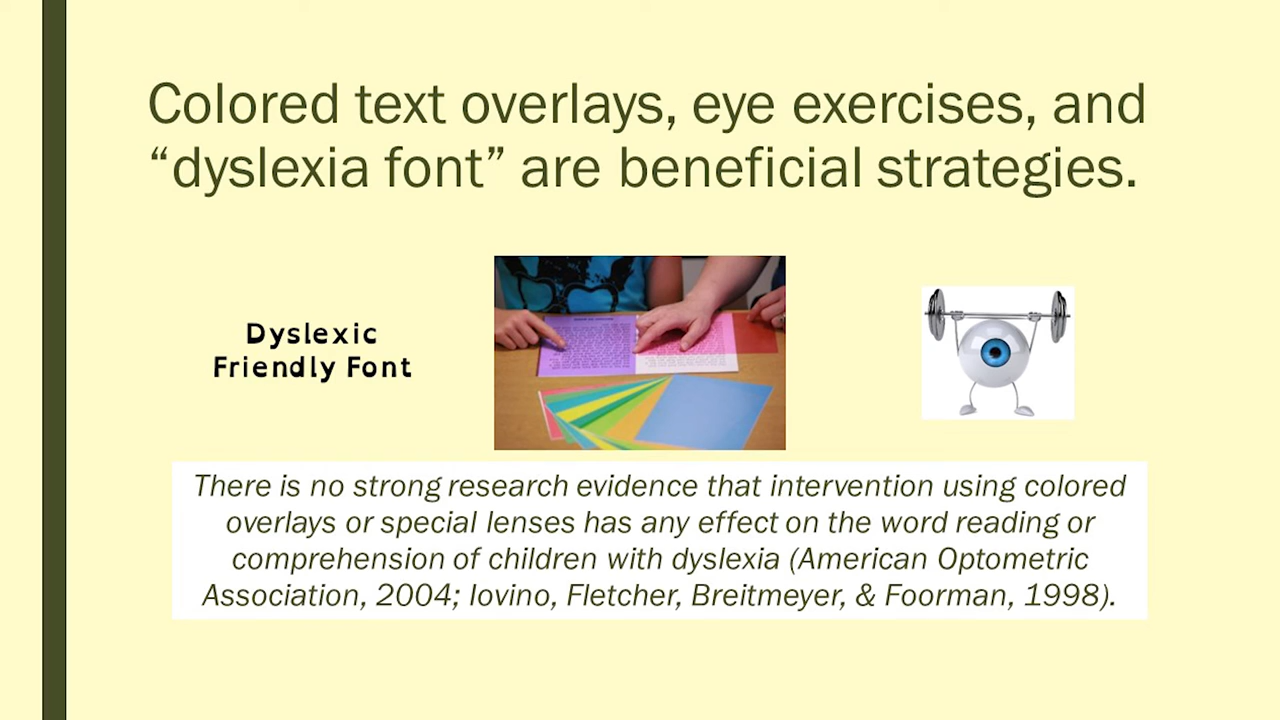 Colored text overlays, eye exercises, and
“dyslexia font” are beneficial strategies.
Dyslexic
Friendly Font
There is no strong research evidence that intervention using colored
overlays or special lenses has any effect on the word reading or
comprehension of children with dyslexia (American Optometric
Association, 2004; Iovino, Fletcher, Breitmeyer, & Foorman, 1998).